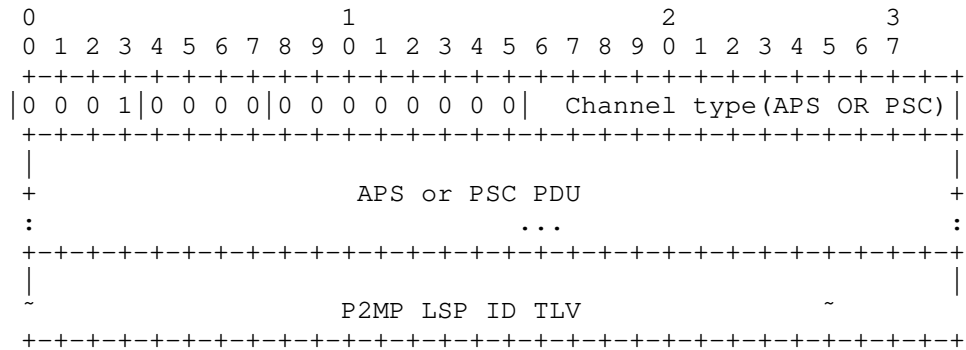 0                   1                   2             3
0 1 2 3 4 5 6 7 8 9 0 1 2 3 4 5 6 7 8 9 0 1 2 3 4 5 6 7
+-+-+-+-+-+-+-+-+-+-+-+-+-+-+-+-+-+-+-+-+-+-+-+-+-+-+-+-+-+
|0 0 0 1|0 0 0 0|0 0 0 0 0 0 0 0|  Channel type(APS OR PSC)|
+-+-+-+-+-+-+-+-+-+-+-+-+-+-+-+-+-+-+-+-+-+-+-+-+-+-+-+-+-+
|                                                         |
+                    APS or PSC PDU                       +
:                              ...                        :
+-+-+-+-+-+-+-+-+-+-+-+-+-+-+-+-+-+-+-+-+-+-+-+-+-+-+-+-+-+
|                                                         |
~                   P2MP LSP ID TLV               ~
+-+-+-+-+-+-+-+-+-+-+-+-+-+-+-+-+-+-+-+-+-+-+-+-+-+-+-+-+-+